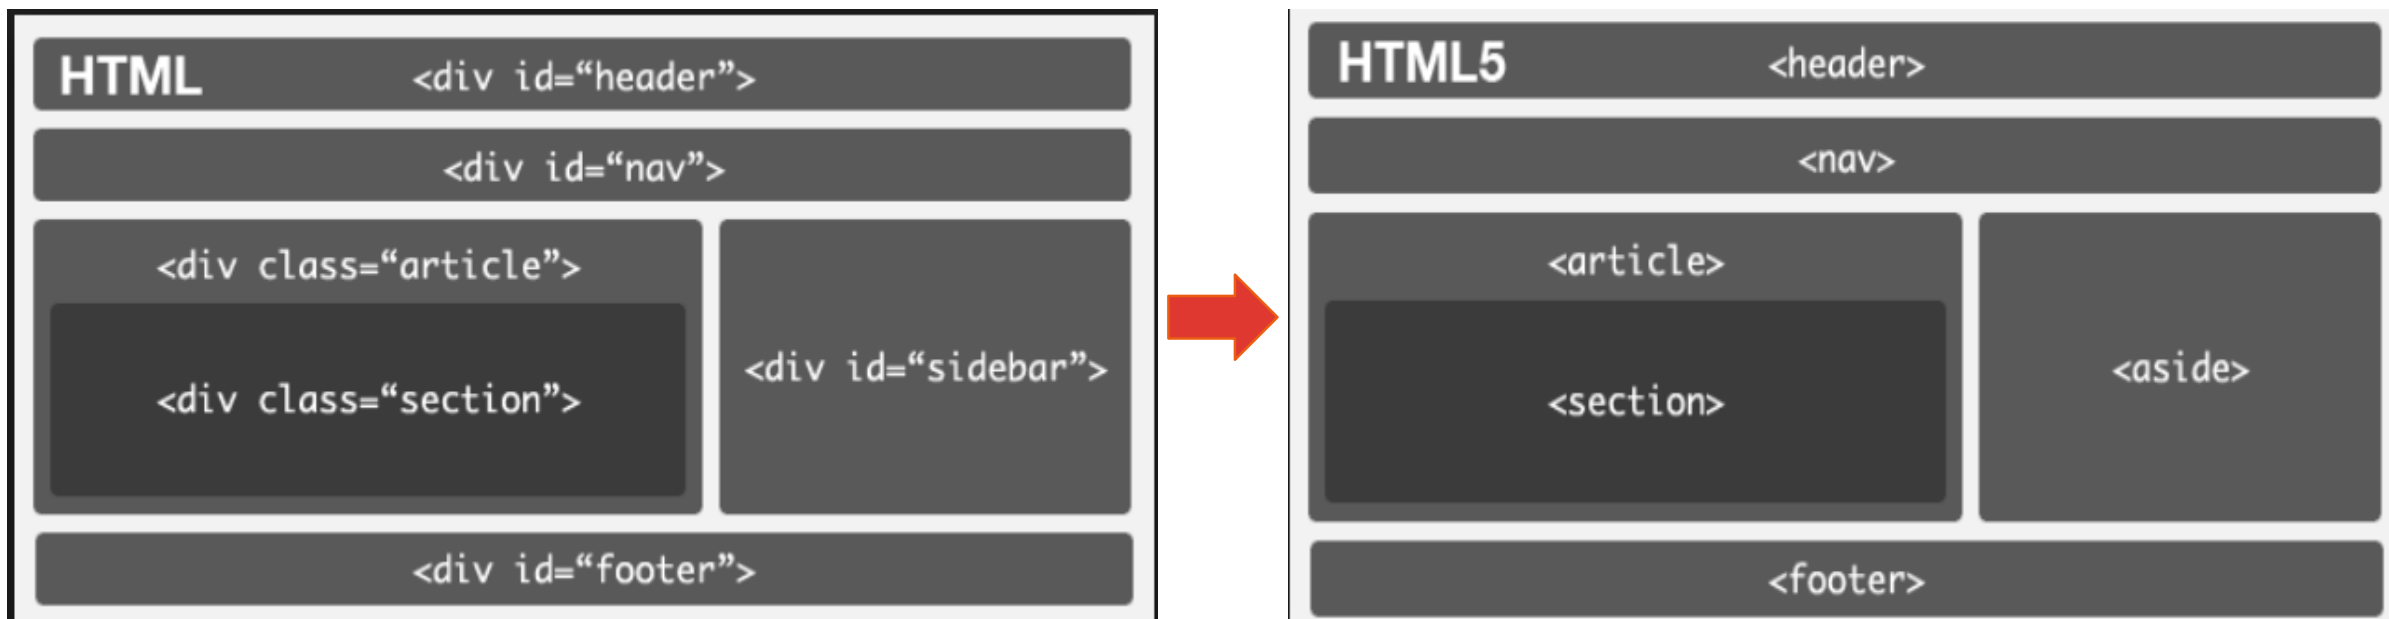 HTML <div id=“header”>
<div id=“nav”>
<div class=“article”>
<div class=“section”>
<div id=“sidebar”>
<div id=“footer”>
HTML5 <header>
<nav>
<article>
<section>
<aside>
<footer>